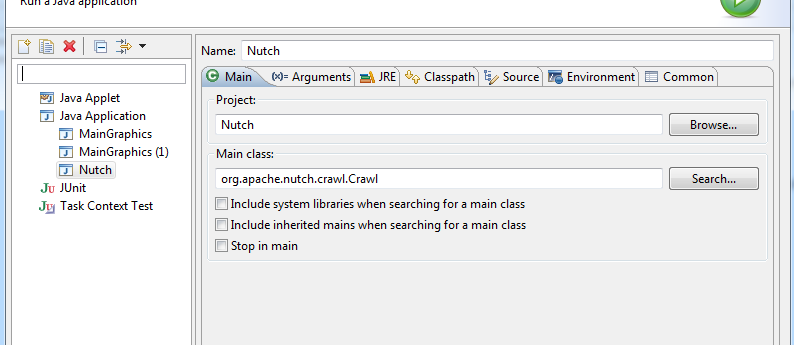 Run a Java application
Name: Nutch
Main (x)= Arguments JRE Classpath Source Environment Common
Java Applet
Java Application
MainGraphics
MainGraphics (1)
Nutch
Ju JUnit
Ju Task Context Test
Project:
Nutch Browse...
Main class:
org.apache.nutch.crawl.Crawl Search...
Include system libraries when searching for a main class
Include inherited mains when searching for a main class
Stop in main